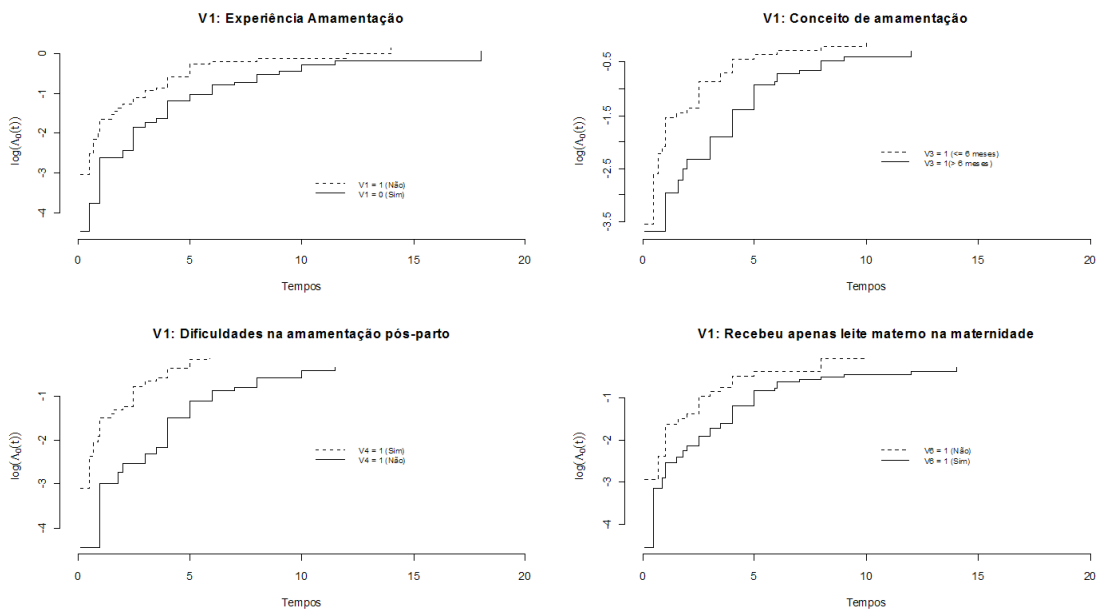 V1: Experiência Amamentação
log(Λ₀(t))
0
-1
-2
-3
-4
V1 = 1 (Não)
V1 = 0 (Sim)
0 5 10 15 20
Tempos
V1: Conceito de amamentação
log(Λ₀(t))
-0.5
-1.5
-2.5
-3.5
V3 = 1 (<= 6 meses)
V3 = 1(> 6 meses )
0 5 10 15 20
Tempos
V1: Dificuldades na amamentação pós-parto
log(Λ₀(t))
-1
-2
-3
-4
V4 = 1 (Sim)
V4 = 1 (Não)
0 5 10 15 20
Tempos
V1: Recebeu apenas leite materno na maternidade
log(Λ₀(t))
-1
-2
-3
-4
V6 = 1 (Não)
V6 = 1 (Sim)
0 5 10 15 20
Tempos